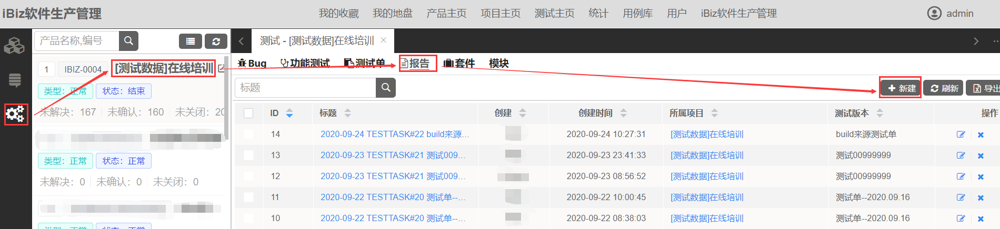 iBiz软件生产管理 我的收藏 我的地盘 产品主页 项目主页 测试主页 统计 用例库 用户 iBiz软件生产管理 admin
产品名称,编号
测试 - [测试数据]在线培训 ×
1 IBIZ-0004 [测试数据]在线培训
类型：正常 状态：结束
未解决：167 未确认：160 未关闭：20
类型：正常 状态：正常
未解决：0 未确认：0 未关闭：0
类型：正常 状态：正常
Bug 功能测试 测试单 报告 套件 模块
标题 新建 刷新 导出
ID 标题 创建 创建时间 所属项目 测试版本 操作
14 2020-09-24 TESTTASK#22 build来源... 2020-09-24 10:27:31 [测试数据]在线培训 build来源测试单
13 2020-09-23 TESTTASK#21 测试009... 2020-09-23 23:41:33 [测试数据]在线培训 测试00999999
12 2020-09-23 TESTTASK#21 测试009... 2020-09-23 08:56:52 [测试数据]在线培训 测试00999999
11 2020-09-22 TESTTASK#20 测试单--... 2020-09-22 10:00:45 [测试数据]在线培训 测试单--2020.09.16
10 2020-09-22 TESTTASK#20 测试单--... 2020-09-22 08:38:03 [测试数据]在线培训 测试单--2020.09.16